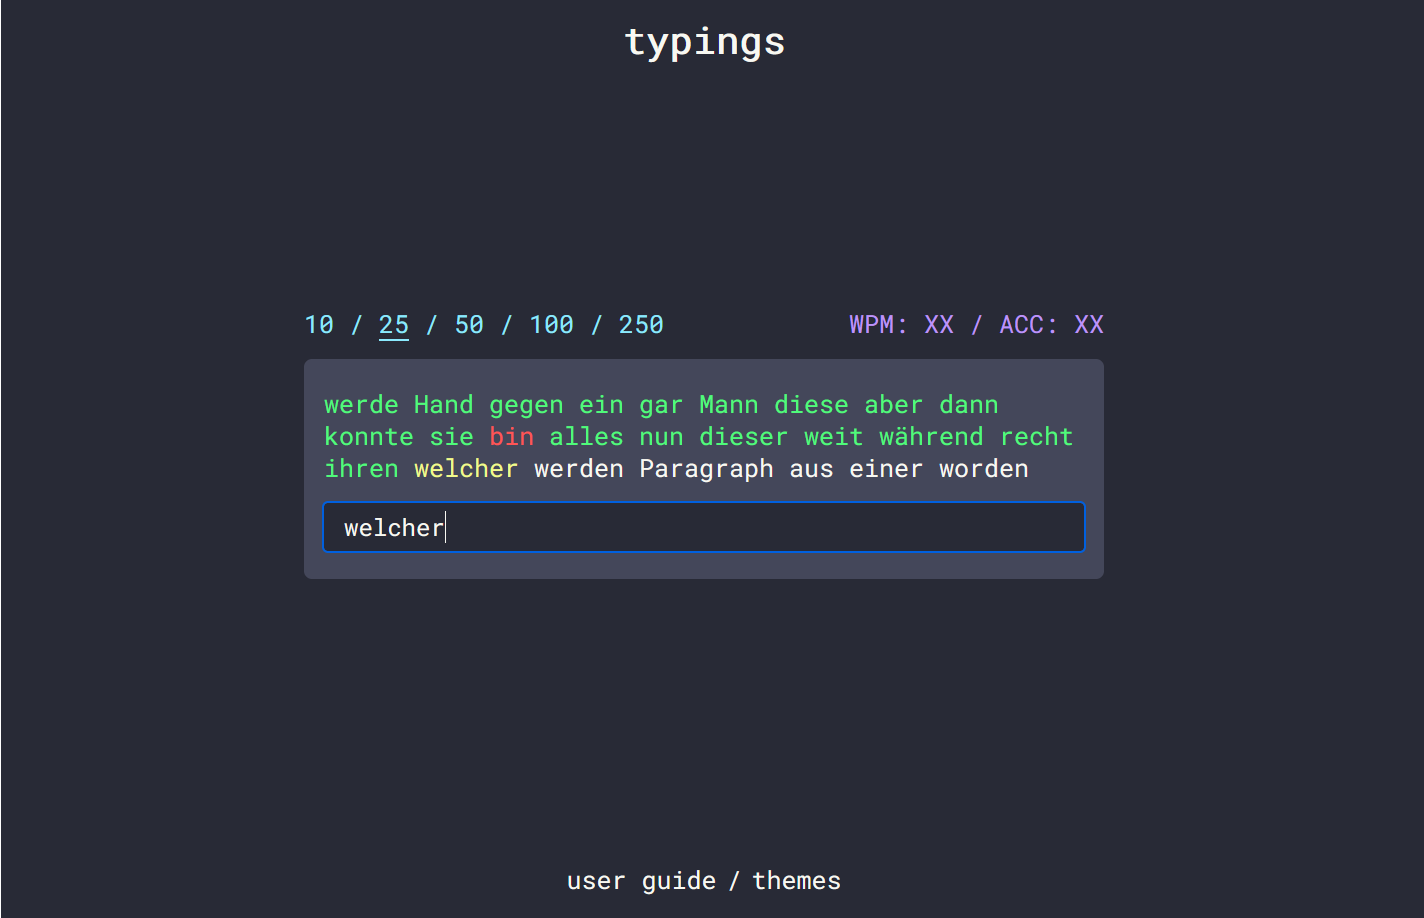 typings
10 / 25 / 50 / 100 / 250
WPM: XX / ACC: XX
werde Hand gegen ein gar Mann diese aber dann
konnte sie bin alles nun dieser weit während recht
ihren welcher werden Paragraph aus einer worden
welcher
user guide / themes